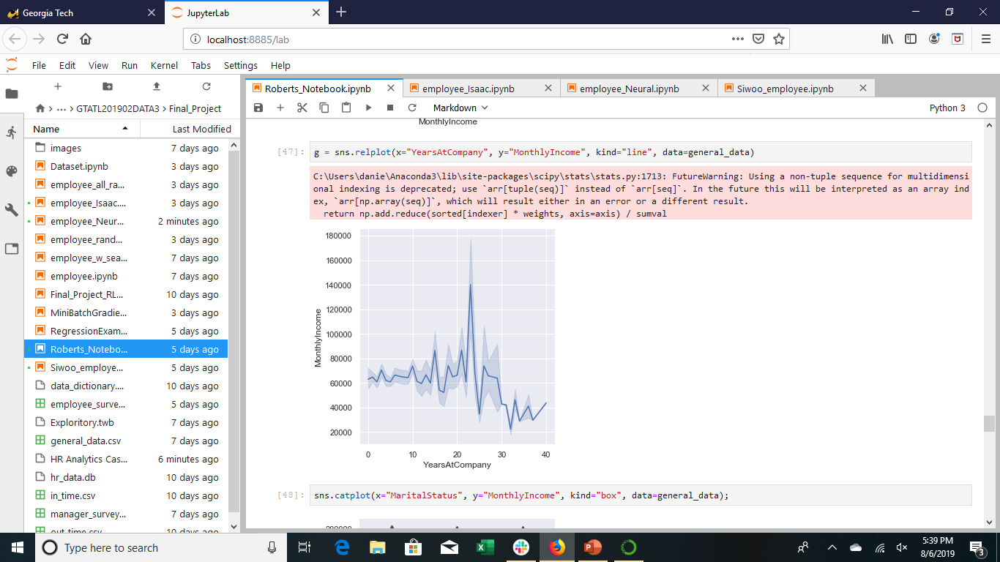 Georgia Tech
JupyterLab
localhost:8885/lab
File Edit View Run Kernel Tabs Settings Help
… > GTATL201902DATA3 > Final_Project
Name Last Modified
images 7 days ago
Dataset.ipynb 3 days ago
employee_all_ra... 3 days ago
employee_Isaac.... 3 days ago
employee_Neur... 2 minutes ago
employee_rand... 3 days ago
employee_w_sea... 7 days ago
employee.ipynb 7 days ago
Final_Project_RL... 10 days ago
MiniBatchGradie... 3 days ago
RegressionExam... 5 days ago
Roberts_Notebo... 5 days ago
Siwoo_employe... 5 days ago
data_dictionary.... 10 days ago
employee_surve... 5 days ago
Exploritory.twb 7 days ago
general_data.csv 7 days ago
HR Analytics Cas... 6 minutes ago
hr_data.db 10 days ago
in_time.csv 10 days ago
manager_survey... 7 days ago
out_time.csv 10 days ago
Roberts_Notebook.ipynb
employee_Isaac.ipynb
employee_Neural.ipynb
Siwoo_employee.ipynb
Markdown
Python 3
MonthlyIncome
[47]: g = sns.relplot(x="YearsAtCompany", y="MonthlyIncome", kind="line", data=general_data)
C:\Users\danie\Anaconda3\lib\site-packages\scipy\stats\stats.py:1713: FutureWarning: Using a non-tuple sequence for multidimensi
onal indexing is deprecated; use `arr[tuple(seq)]` instead of `arr[seq]`. In the future this will be interpreted as an array ind
ex, `arr[np.array(seq)]`, which will result either in an error or a different result.
return np.add.reduce(sorted[indexer] * weights, axis=axis) / sumval
180000
160000
140000
120000
100000
80000
60000
40000
20000
MonthlyIncome
0 10 20 30 40
YearsAtCompany
[48]: sns.catplot(x="MaritalStatus", y="MonthlyIncome", kind="box", data=general_data);
200000
Type here to search
5:39 PM
8/6/2019
3